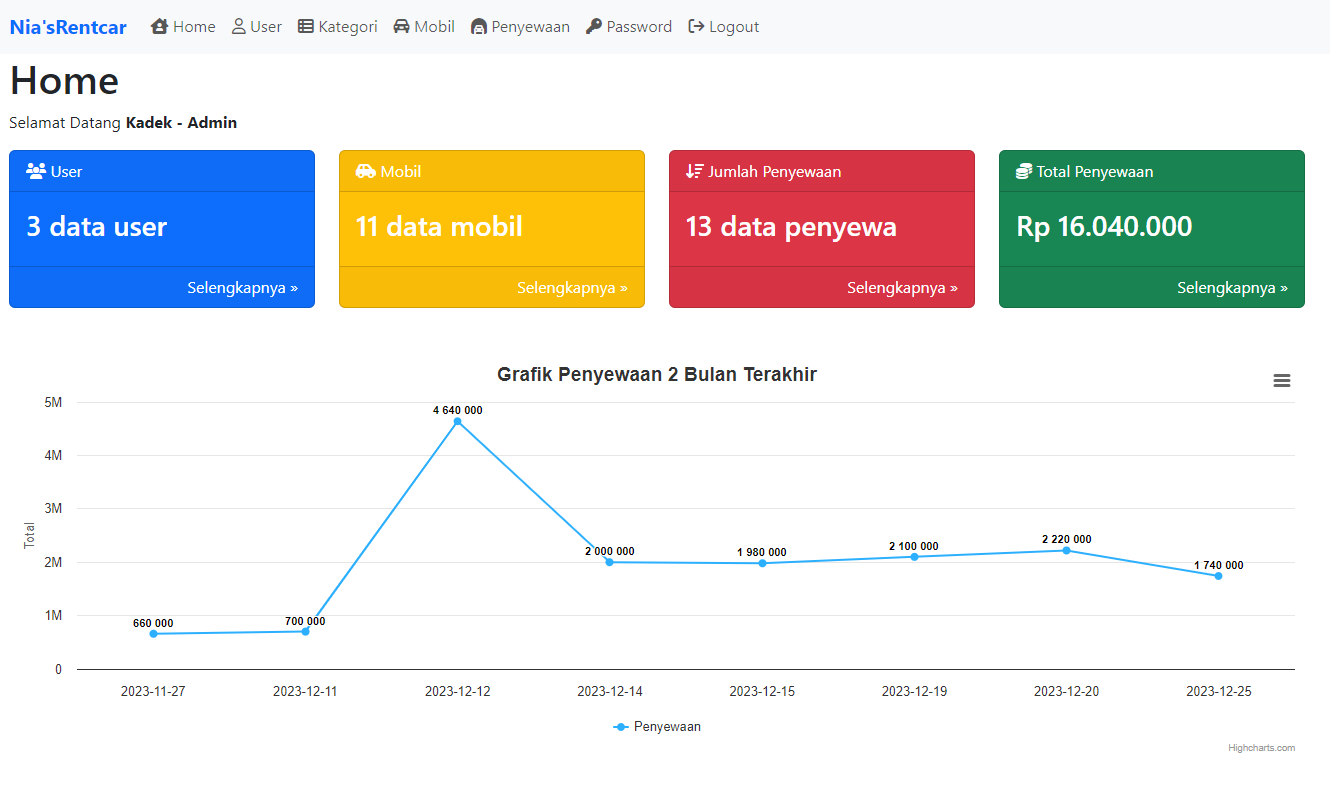 Nia'sRentcar Home User Kategori Mobil Penyewaan Password Logout
Home
Selamat Datang Kadek - Admin
User
3 data user
Selengkapnya »
Mobil
11 data mobil
Selengkapnya »
Jumlah Penyewaan
13 data penyewa
Selengkapnya »
Total Penyewaan
Rp 16.040.000
Selengkapnya »
Grafik Penyewaan 2 Bulan Terakhir
Total
5M
4M
3M
2M
1M
0
660 000
700 000
4 640 000
2 000 000
1 980 000
2 100 000
2 220 000
1 740 000
2023-11-27
2023-12-11
2023-12-12
2023-12-14
2023-12-15
2023-12-19
2023-12-20
2023-12-25
Penyewaan
Highcharts.com